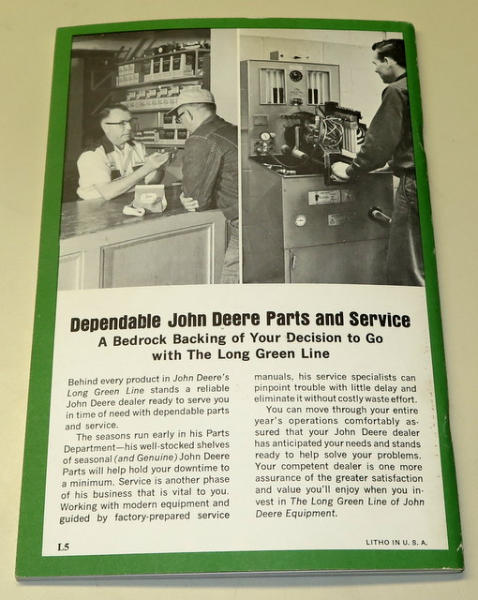 Dependable John Deere Parts and Service
A Bedrock Backing of Your Decision to Go
with The Long Green Line
Behind every product in John Deere's
Long Green Line stands a reliable
John Deere dealer ready to serve you
in time of need with dependable parts
and service.
The seasons run early in his Parts
Department—his well-stocked shelves
of seasonal (and Genuine) John Deere
Parts will help hold your downtime to
a minimum. Service is another phase
of his business that is vital to you.
Working with modern equipment and
guided by factory-prepared service
manuals, his service specialists can
pinpoint trouble with little delay and
eliminate it without costly waste effort.
You can move through your entire
year's operations comfortably as-
sured that your John Deere dealer
has anticipated your needs and stands
ready to help solve your problems.
Your competent dealer is one more
assurance of the greater satisfaction
and value you'll enjoy when you in-
vest in The Long Green Line of John
Deere Equipment.
L5
LITHO IN U. S. A.